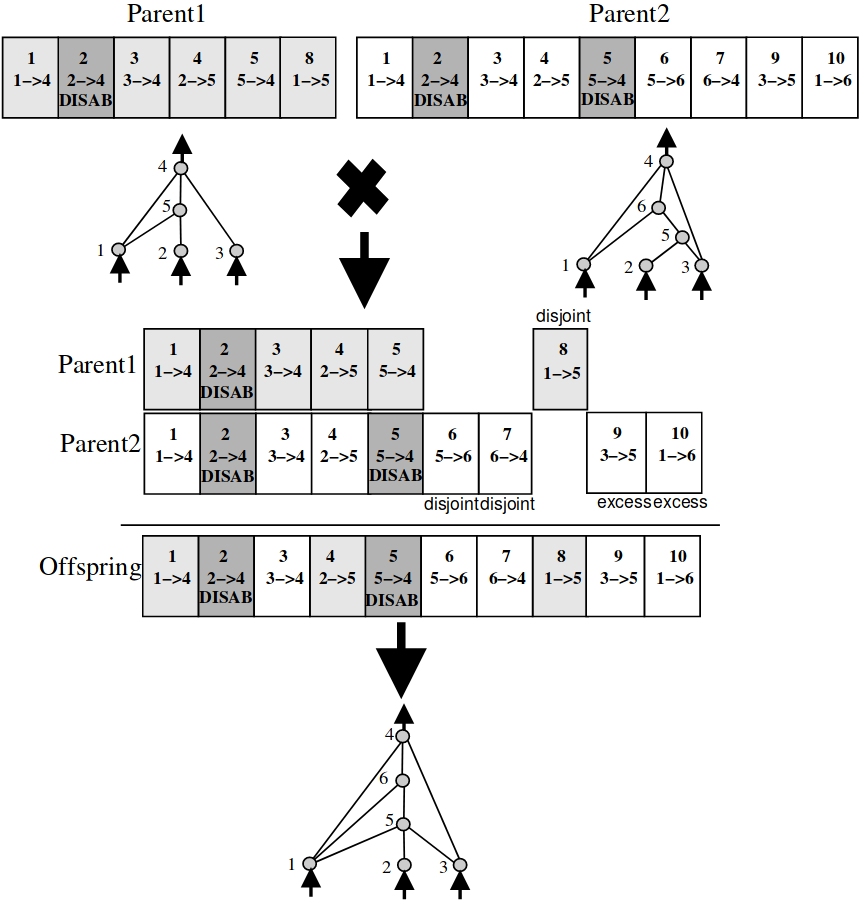 Parent1 Parent2
1 2 3 4 5 8 1 2 3 4 5 6 7 9 10
1->4 2->4 3->4 2->5 5->4 1->5 1->4 2->4 3->4 2->5 5->4 5->6 6->4 3->5 1->6
DISAB DISAB DISAB
4 4
5 6
5
1 2 3 1 2 3
disjoint
Parent1 1 2 3 4 5 8
1->4 2->4 3->4 2->5 5->4 1->5
DISAB
Parent2 1 2 3 4 5 6 7 9 10
1->4 2->4 3->4 2->5 5->4 5->6 6->4 3->5 1->6
DISAB DISAB
disjoint disjoint excess excess
Offspring 1 2 3 4 5 6 7 8 9 10
1->4 2->4 3->4 2->5 5->4 5->6 6->4 1->5 3->5 1->6
DISAB DISAB
4
6
5
1 2 3